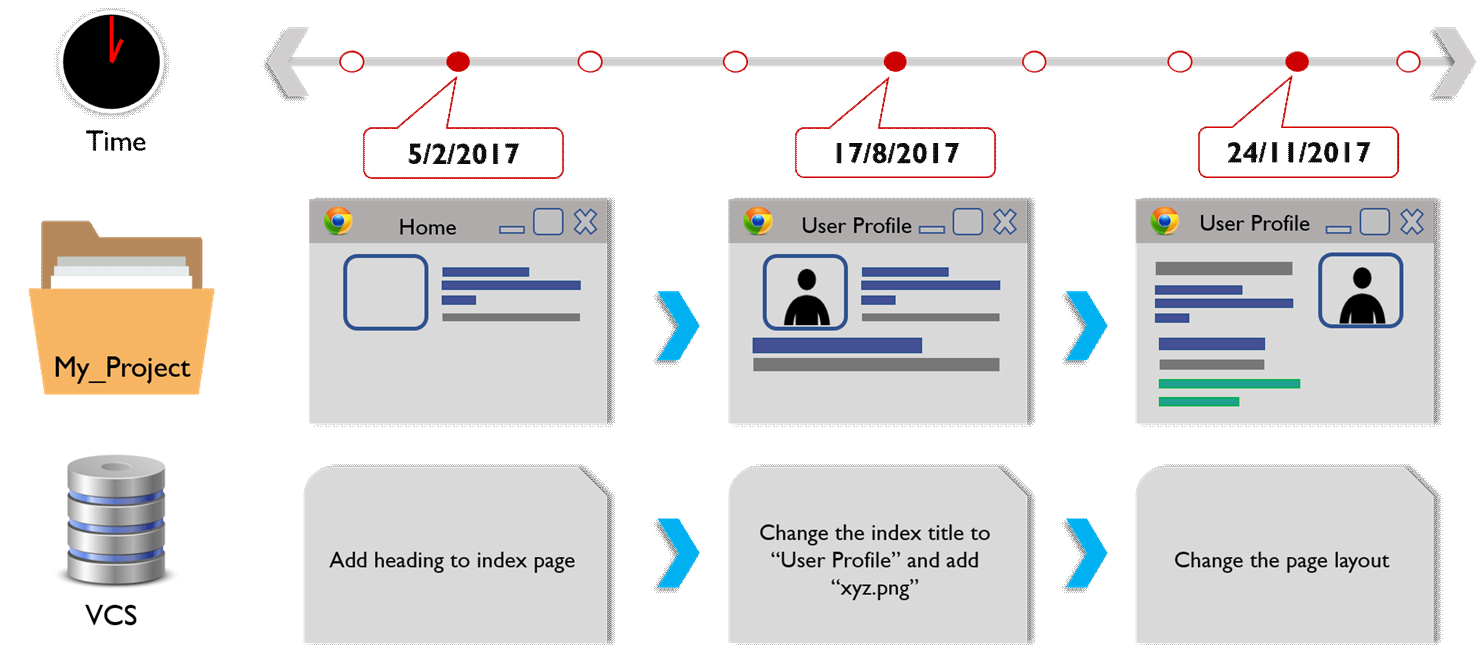 Time
5/2/2017
17/8/2017
24/11/2017
Home
User Profile
User Profile
My_Project
VCS
Add heading to index page
Change the index title to
“User Profile” and add
“xyz.png”
Change the page layout